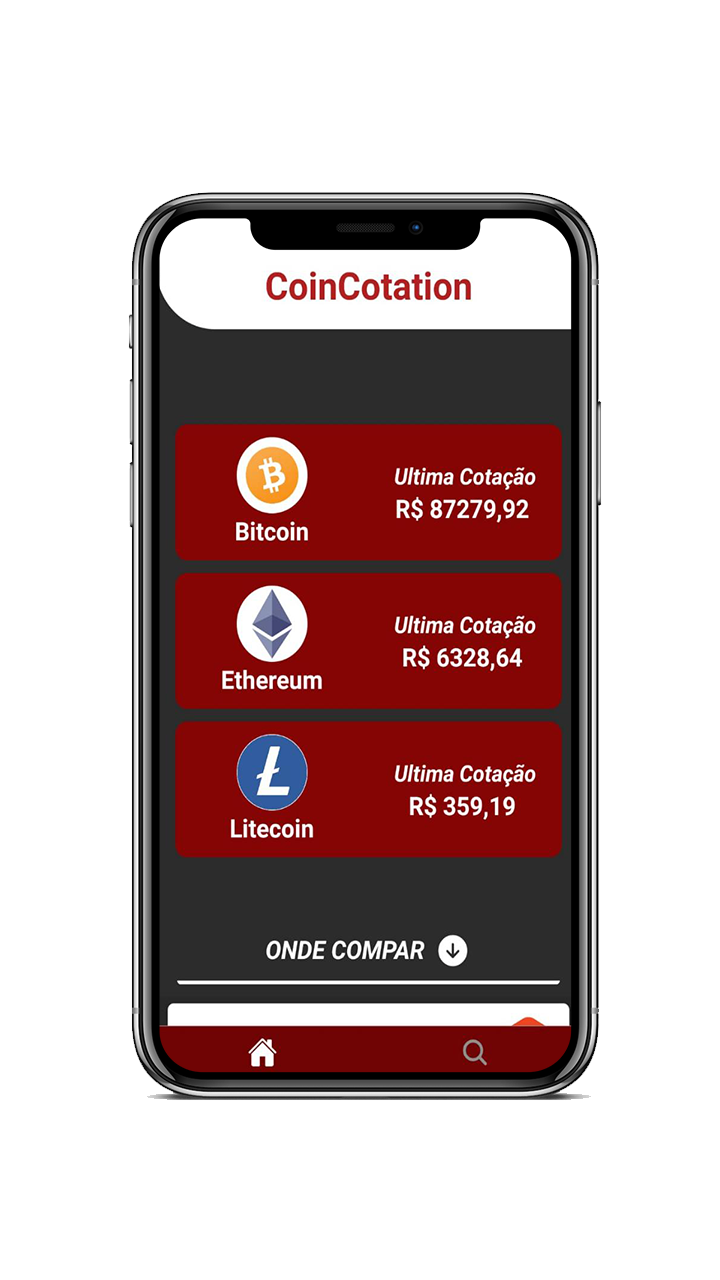 CoinCotation
Ultima Cotação
R$ 87279,92
Bitcoin
Ultima Cotação
R$ 6328,64
Ethereum
Ultima Cotação
R$ 359,19
Litecoin
ONDE COMPAR